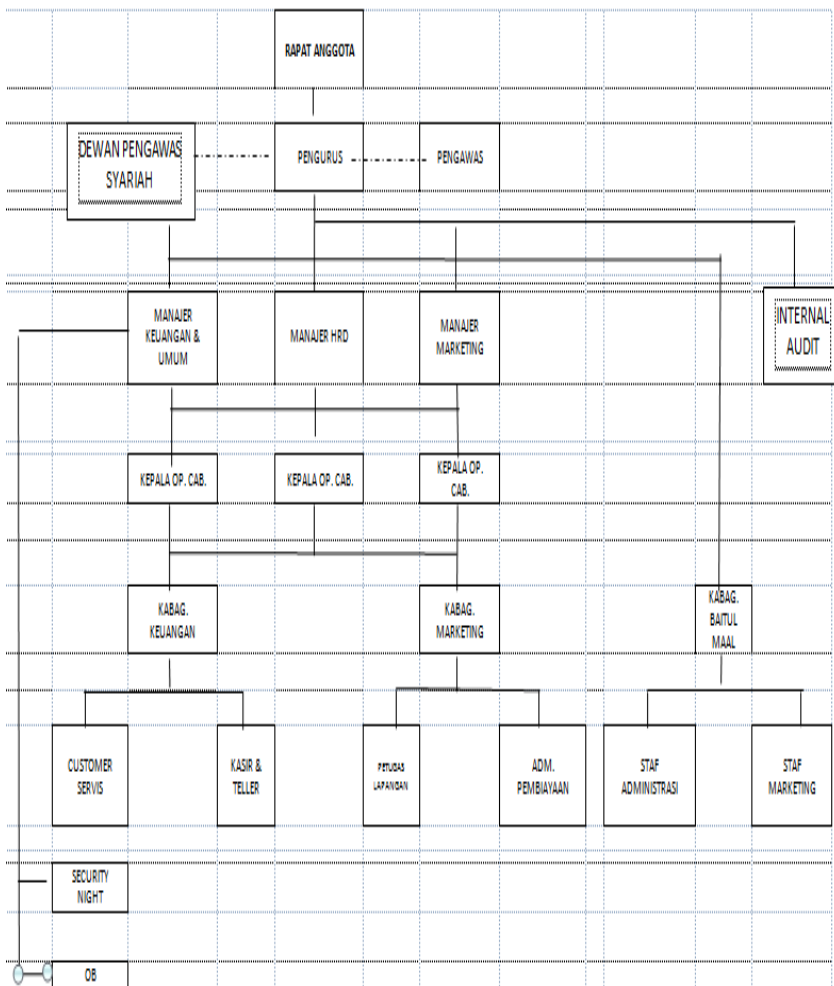 RAPAT ANGGOTA
DEWAN PENGAWAS
SYARIAH
PENGURUS
PENGAWAS
MANAJER
KEUANGAN &
UMUM
MANAJER HRD
MANAJER
MARKETING
INTERNAL
AUDIT
KEPALA OP. CAB.
KEPALA OP. CAB.
KEPALA OP.
CAB.
KABAG.
KEUANGAN
KABAG.
MARKETING
KABAG.
BAITUL
MAAL
CUSTOMER
SERVIS
KASIR &
TELLER
PETUGAS
LAPANGAN
ADM.
PEMBIAYAAN
STAF
ADMINISTRASI
STAF
MARKETING
SECURITY
NIGHT
OB